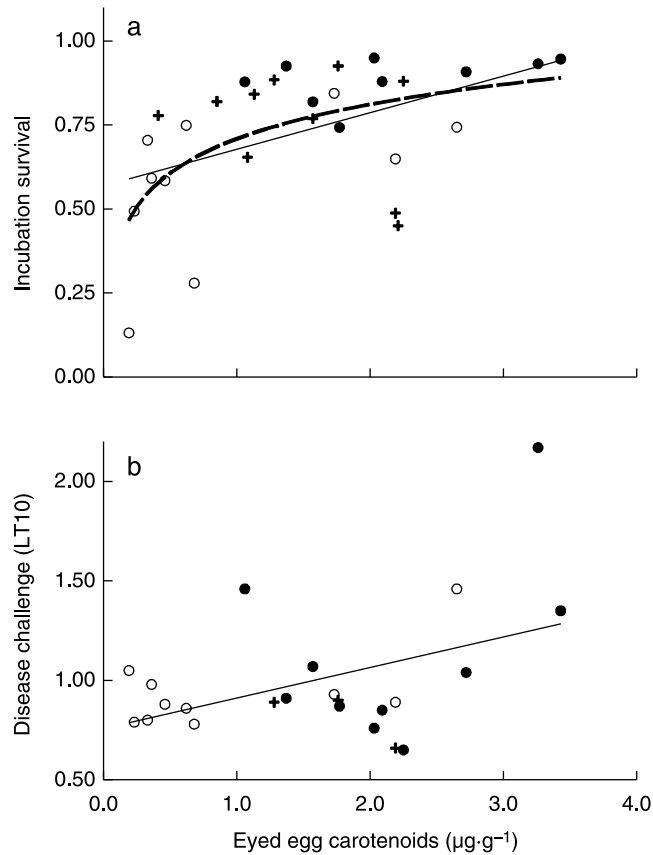 a
1.00
0.75
0.50
0.25
0.00
Incubation survival
b
2.00
1.50
1.00
0.50
Disease challenge (LT10)
0.0 1.0 2.0 3.0 4.0
Eyed egg carotenoids (µg·g⁻¹)